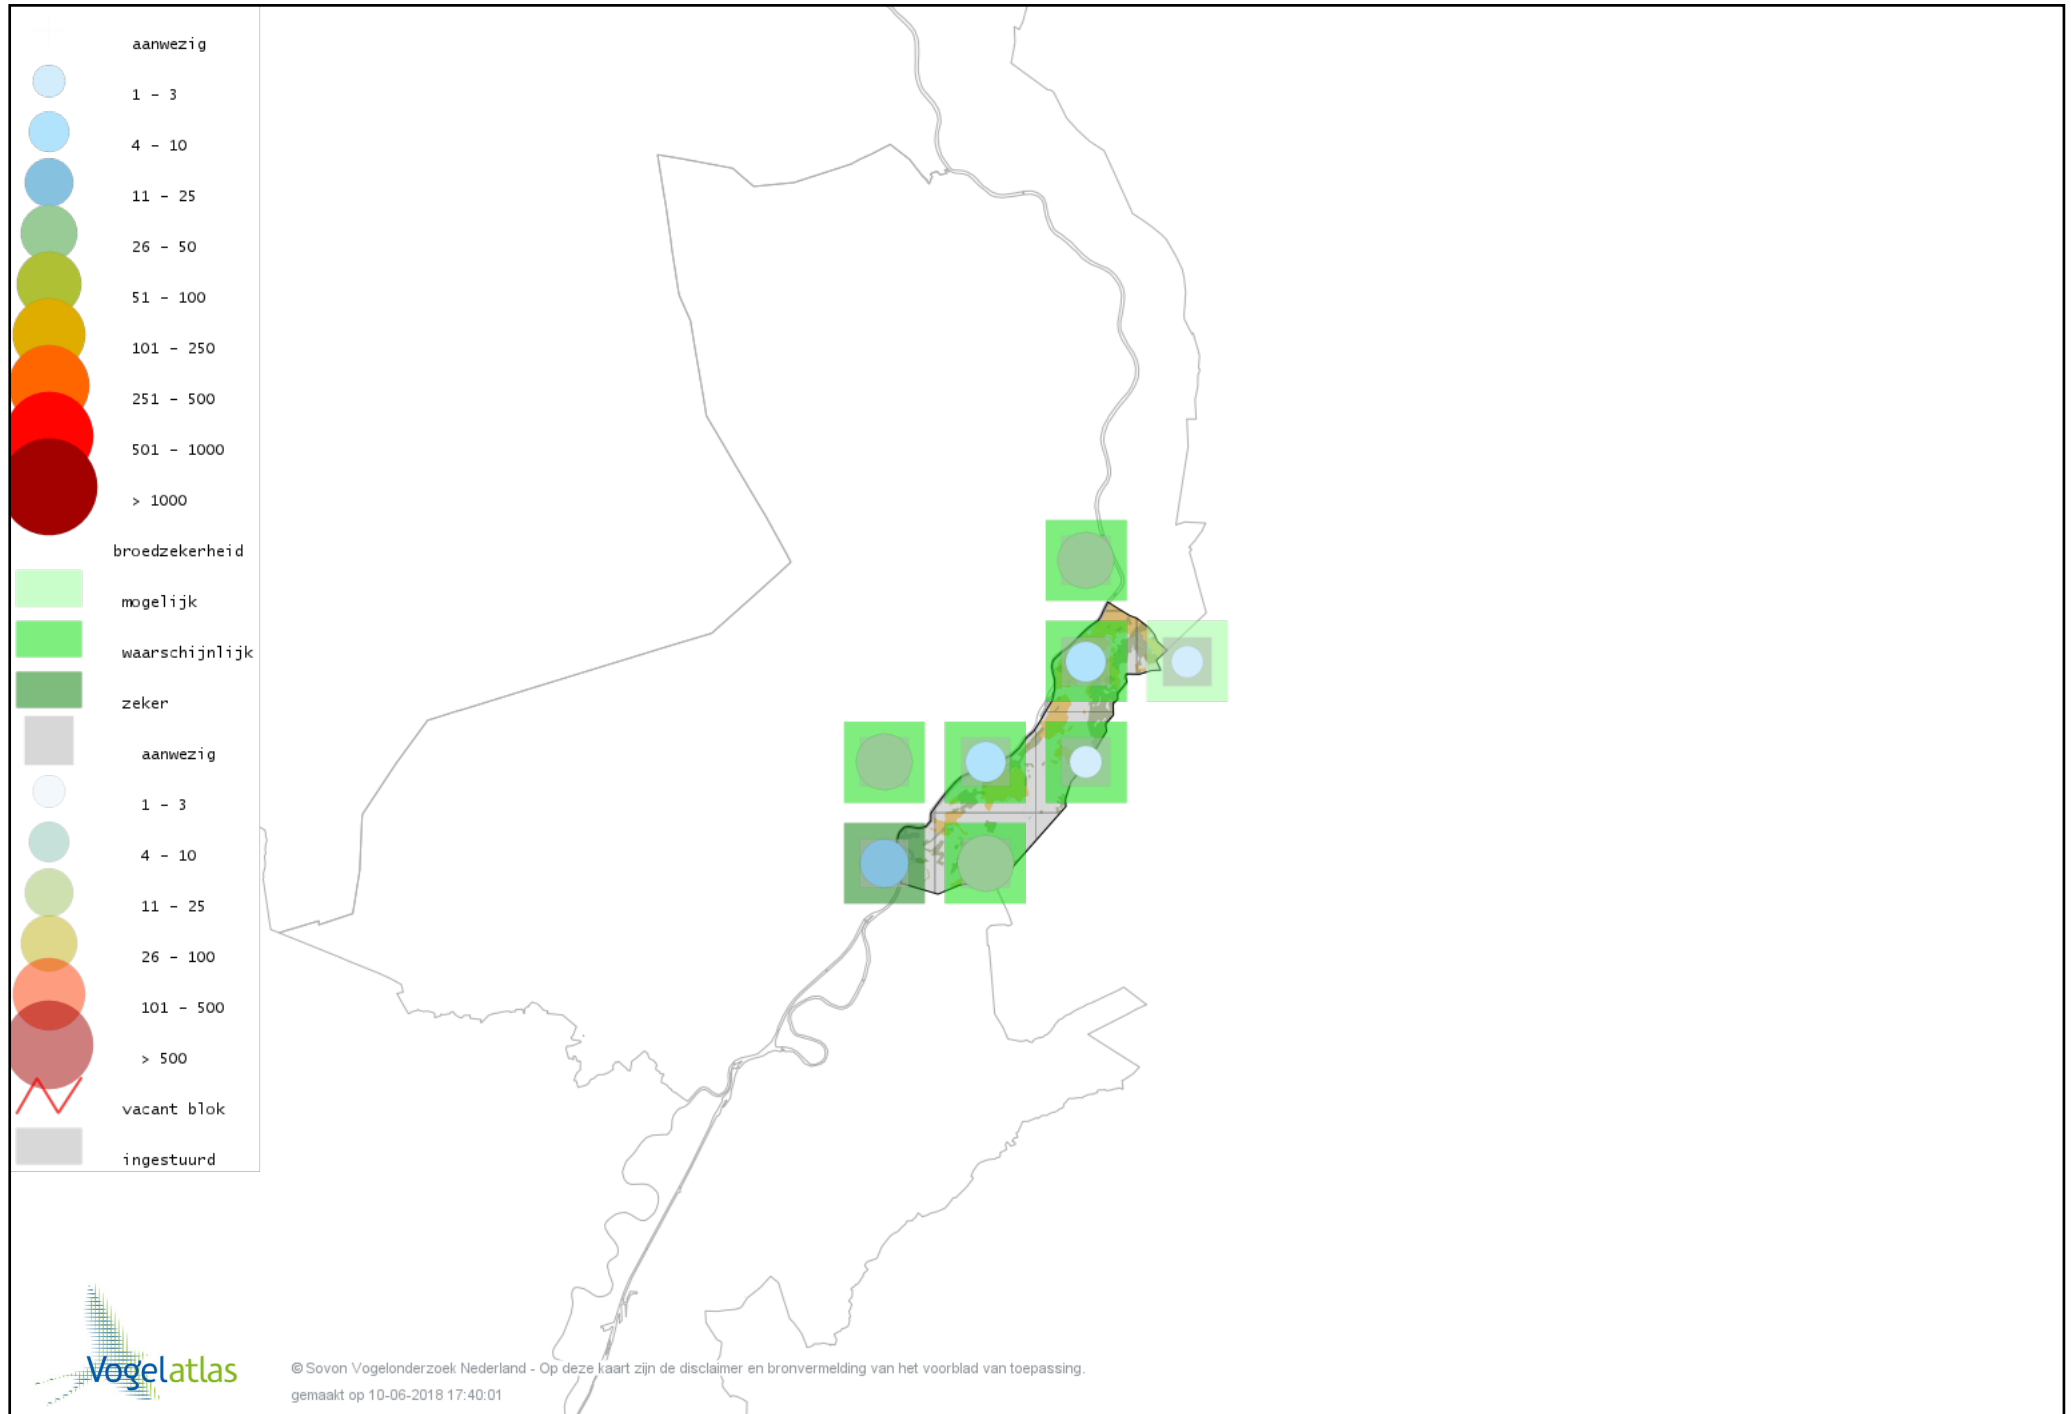 aanwezig
1 - 3
4 - 10
11 - 25
26 - 50
51 - 100
101 - 250
251 - 500
501 - 1000
> 1000
broedzekerheid
mogelijk
waarschijnlijk
zeker
aanwezig
1 - 3
4 - 10
11 - 25
26 - 100
101 - 500
> 500
vacant blok
ingestuurd
Vogelatlas
© Sovon Vogelonderzoek Nederland - Op deze kaart zijn de disclaimer en bronvermelding van het voorblad van toepassing.
gemaakt op 10-06-2018 17:40:01